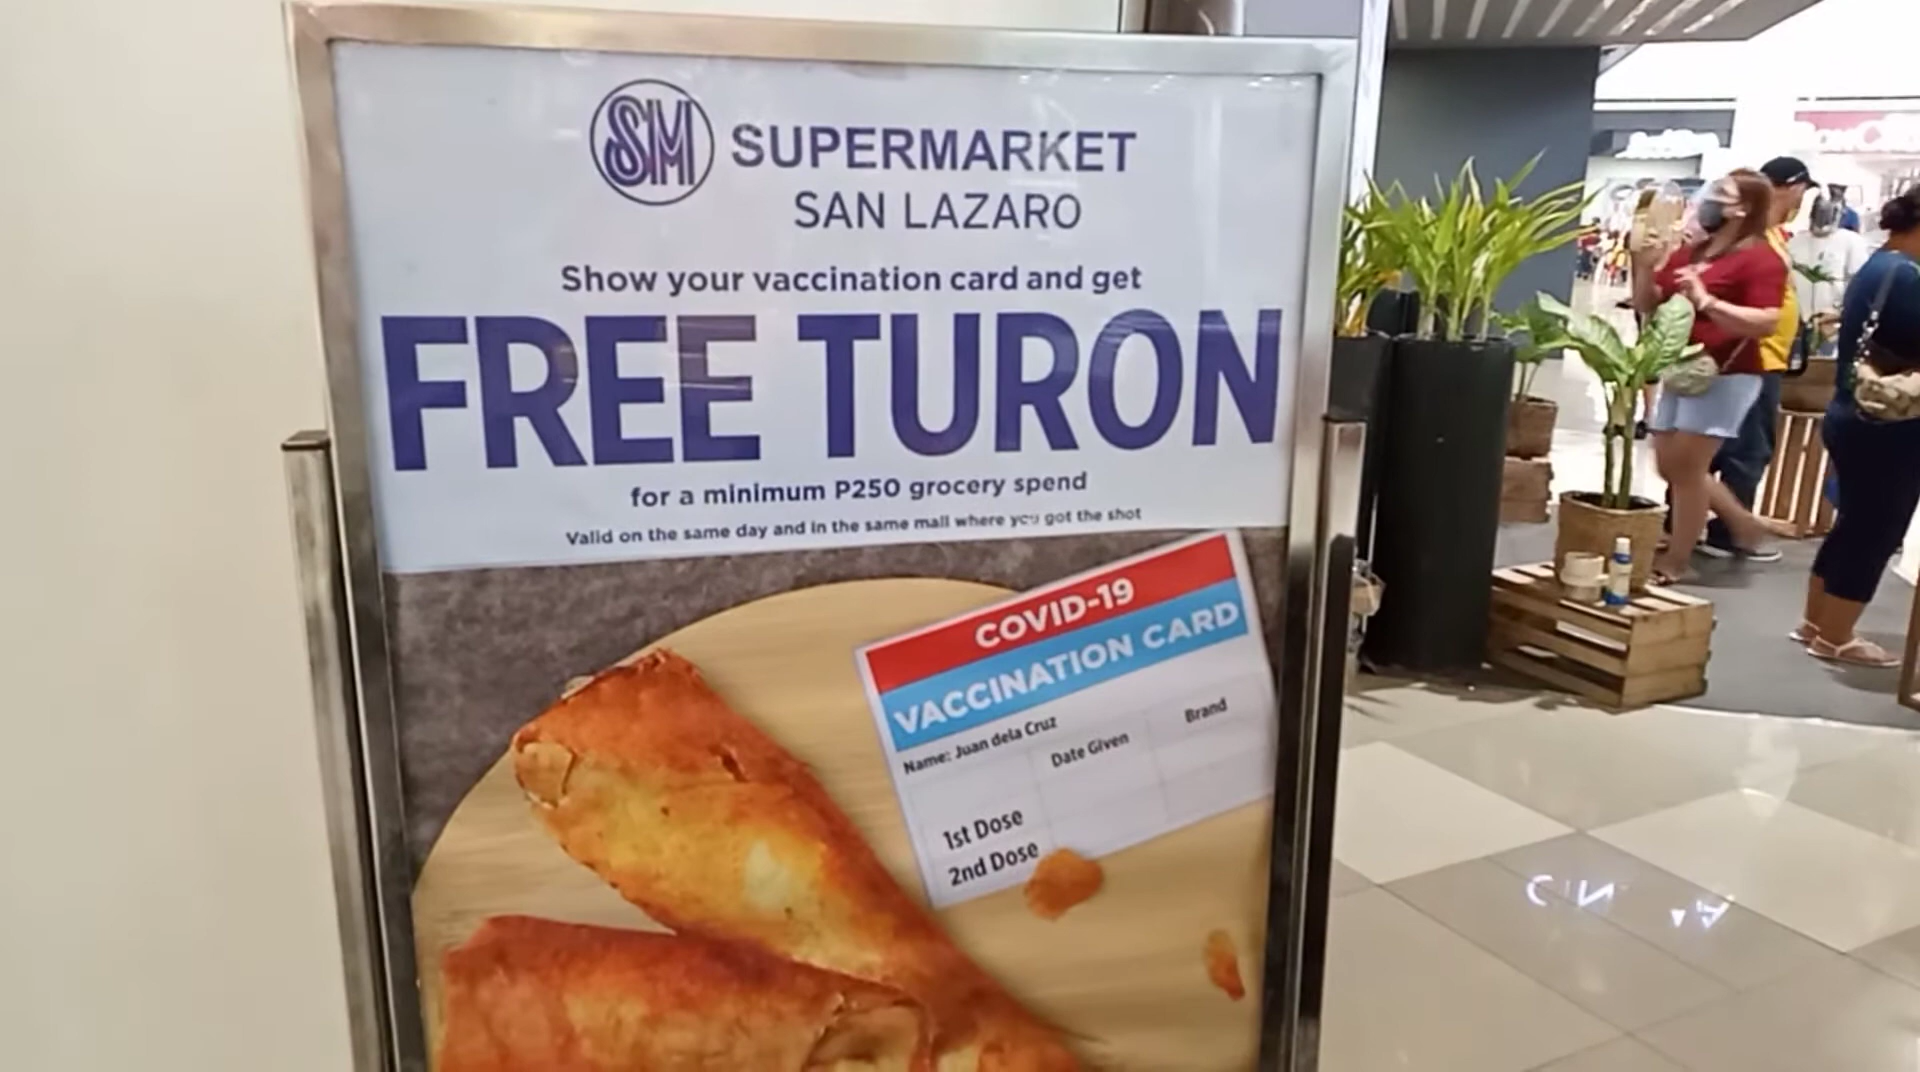 SM SUPERMARKET
SAN LAZARO
Show your vaccination card and get
FREE TURON
for a minimum P250 grocery spend
Valid on the same day and in the same mall where you got the shot
COVID-19
VACCINATION CARD
Name: Juan dela Cruz
Date Given
Brand
1st Dose
2nd Dose